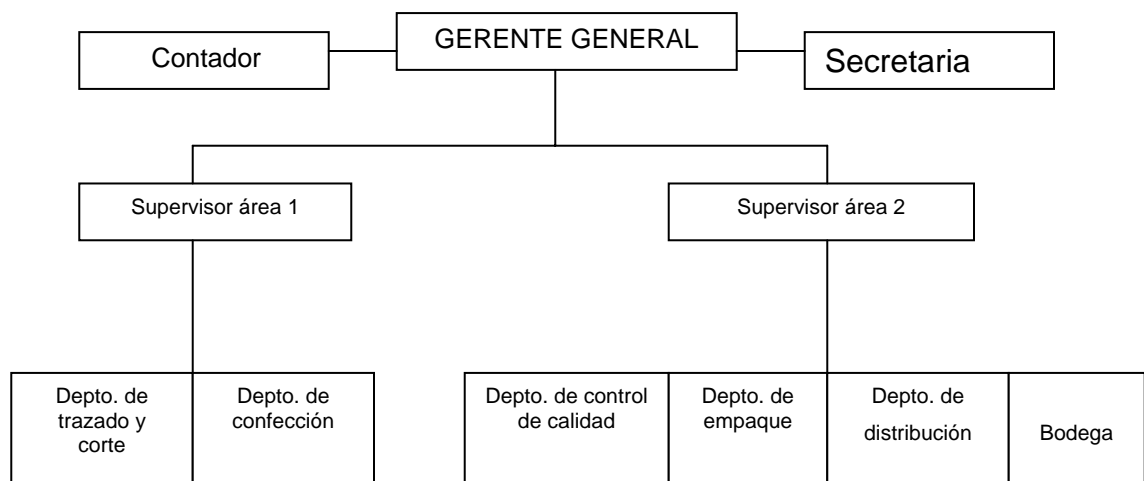 GERENTE GENERAL
Contador
Secretaria
Supervisor área 1
Supervisor área 2
Depto. de
trazado y
corte
Depto. de
confección
Depto. de control
de calidad
Depto. de
empaque
Depto. de
distribución
Bodega